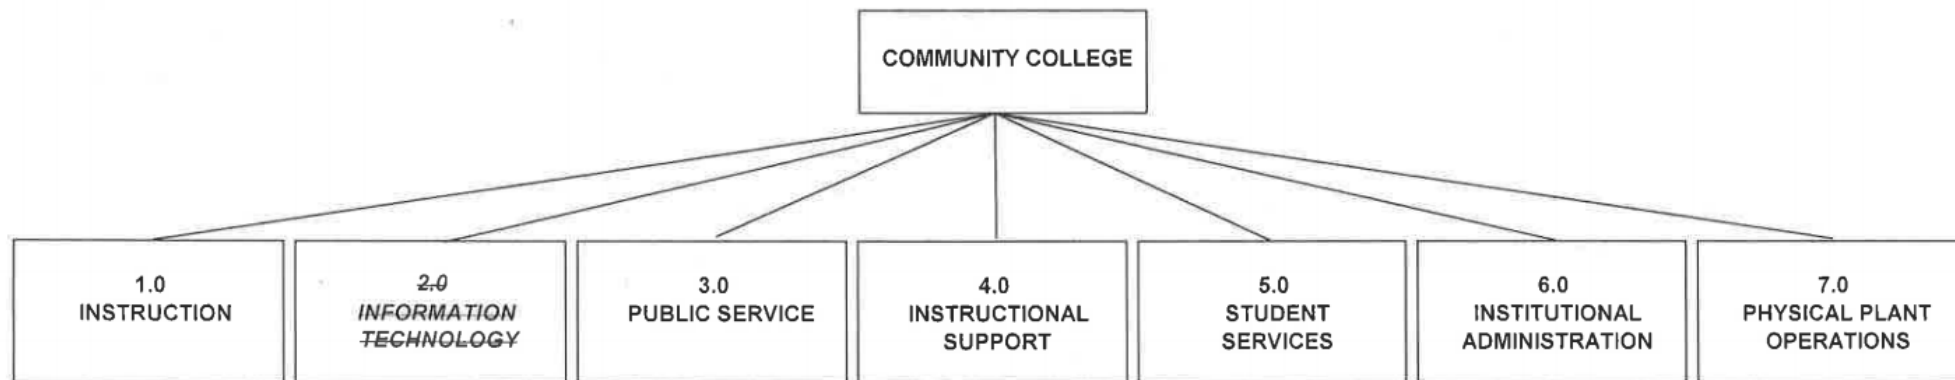 COMMUNITY COLLEGE
1.0
INSTRUCTION
2.0
INFORMATION
TECHNOLOGY
3.0
PUBLIC SERVICE
4.0
INSTRUCTIONAL
SUPPORT
5.0
STUDENT
SERVICES
6.0
INSTITUTIONAL
ADMINISTRATION
7.0
PHYSICAL PLANT
OPERATIONS